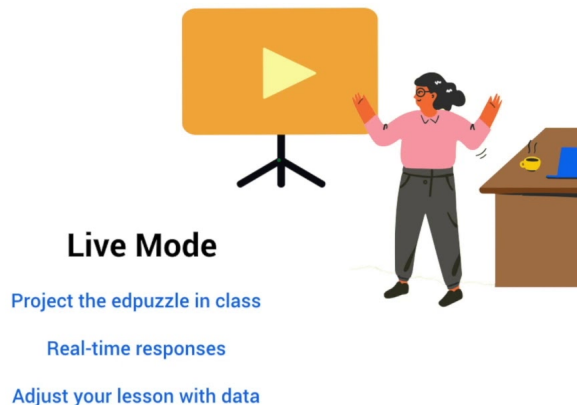 Live Mode
Project the edpuzzle in class
Real-time responses
Adjust your lesson with data